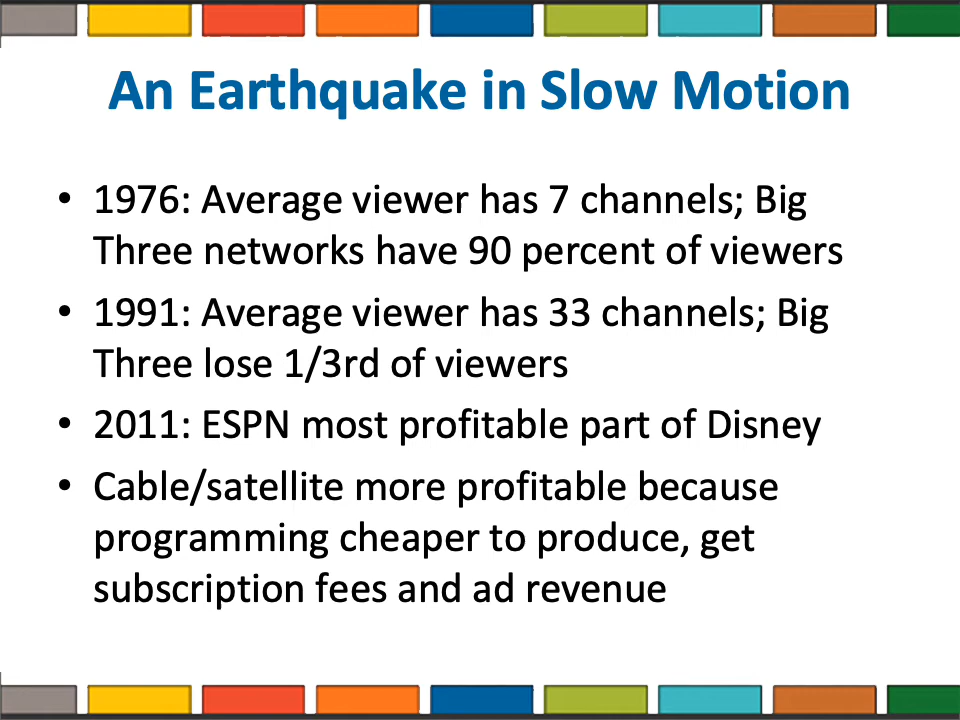 An Earthquake in Slow Motion
• 1976: Average viewer has 7 channels; Big
Three networks have 90 percent of viewers
• 1991: Average viewer has 33 channels; Big
Three lose 1/3rd of viewers
• 2011: ESPN most profitable part of Disney
• Cable/satellite more profitable because
programming cheaper to produce, get
subscription fees and ad revenue